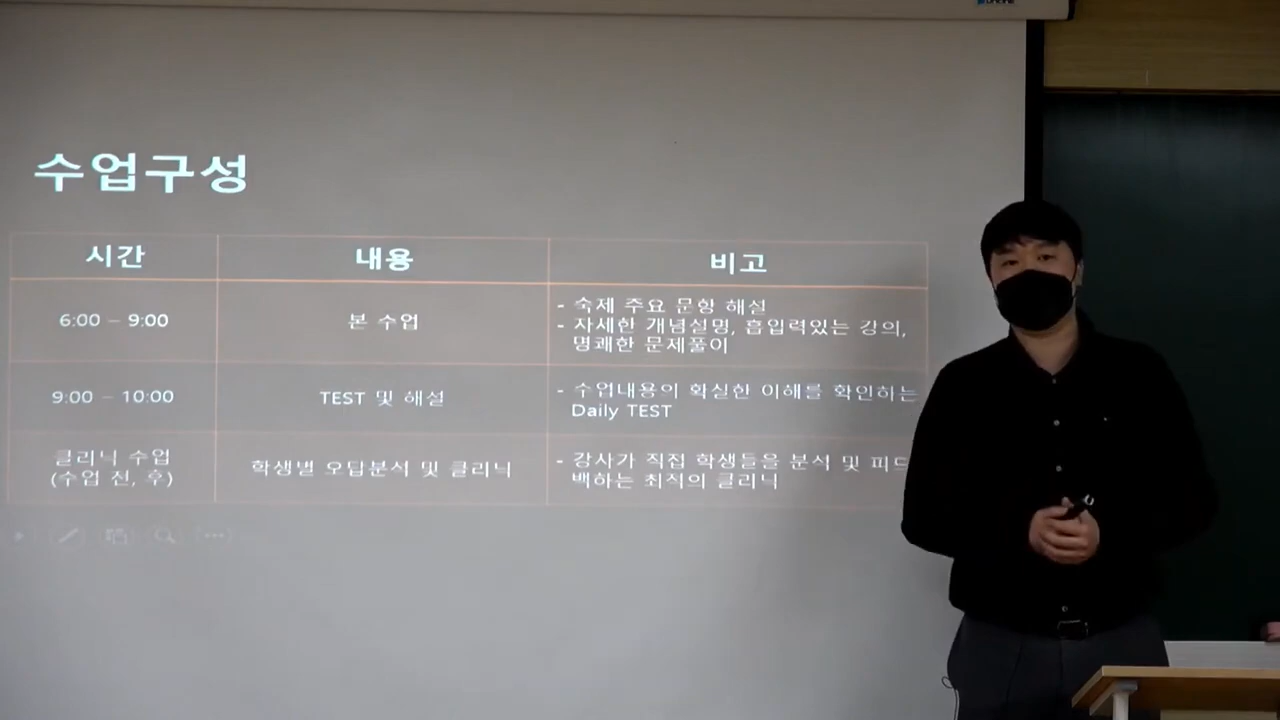 수업구성
시간 내용 비고
6:00 – 9:00 본 수업 - 숙제 주요 문항 해설
- 자세한 개념설명, 흡입력있는 강의,
명쾌한 문제풀이
9:00 – 10:00 TEST 및 해설 - 수업내용의 확실한 이해를 확인하는
Daily TEST
클리닉 수업
(수업 전, 후) 학생별 오답분석 및 클리닉 - 강사가 직접 학생들을 분석 및 피드
백하는 최적의 클리닉